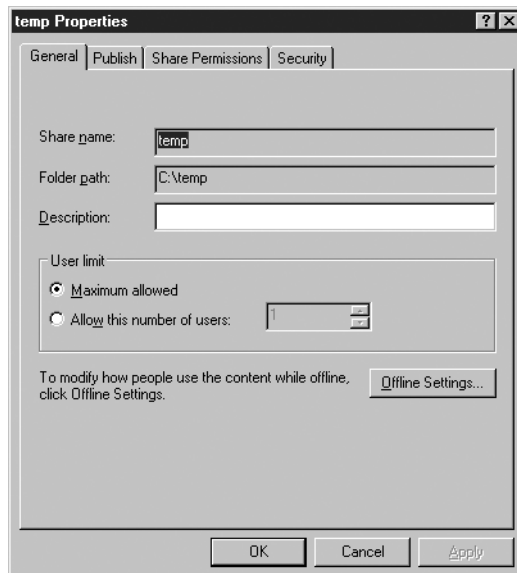 temp Properties
General Publish Share Permissions Security
Share name: temp
Folder path: C:\temp
Description:
User limit
Maximum allowed
Allow this number of users: 1
To modify how people use the content while offline,
click Offline Settings.
Offline Settings...
OK Cancel Apply